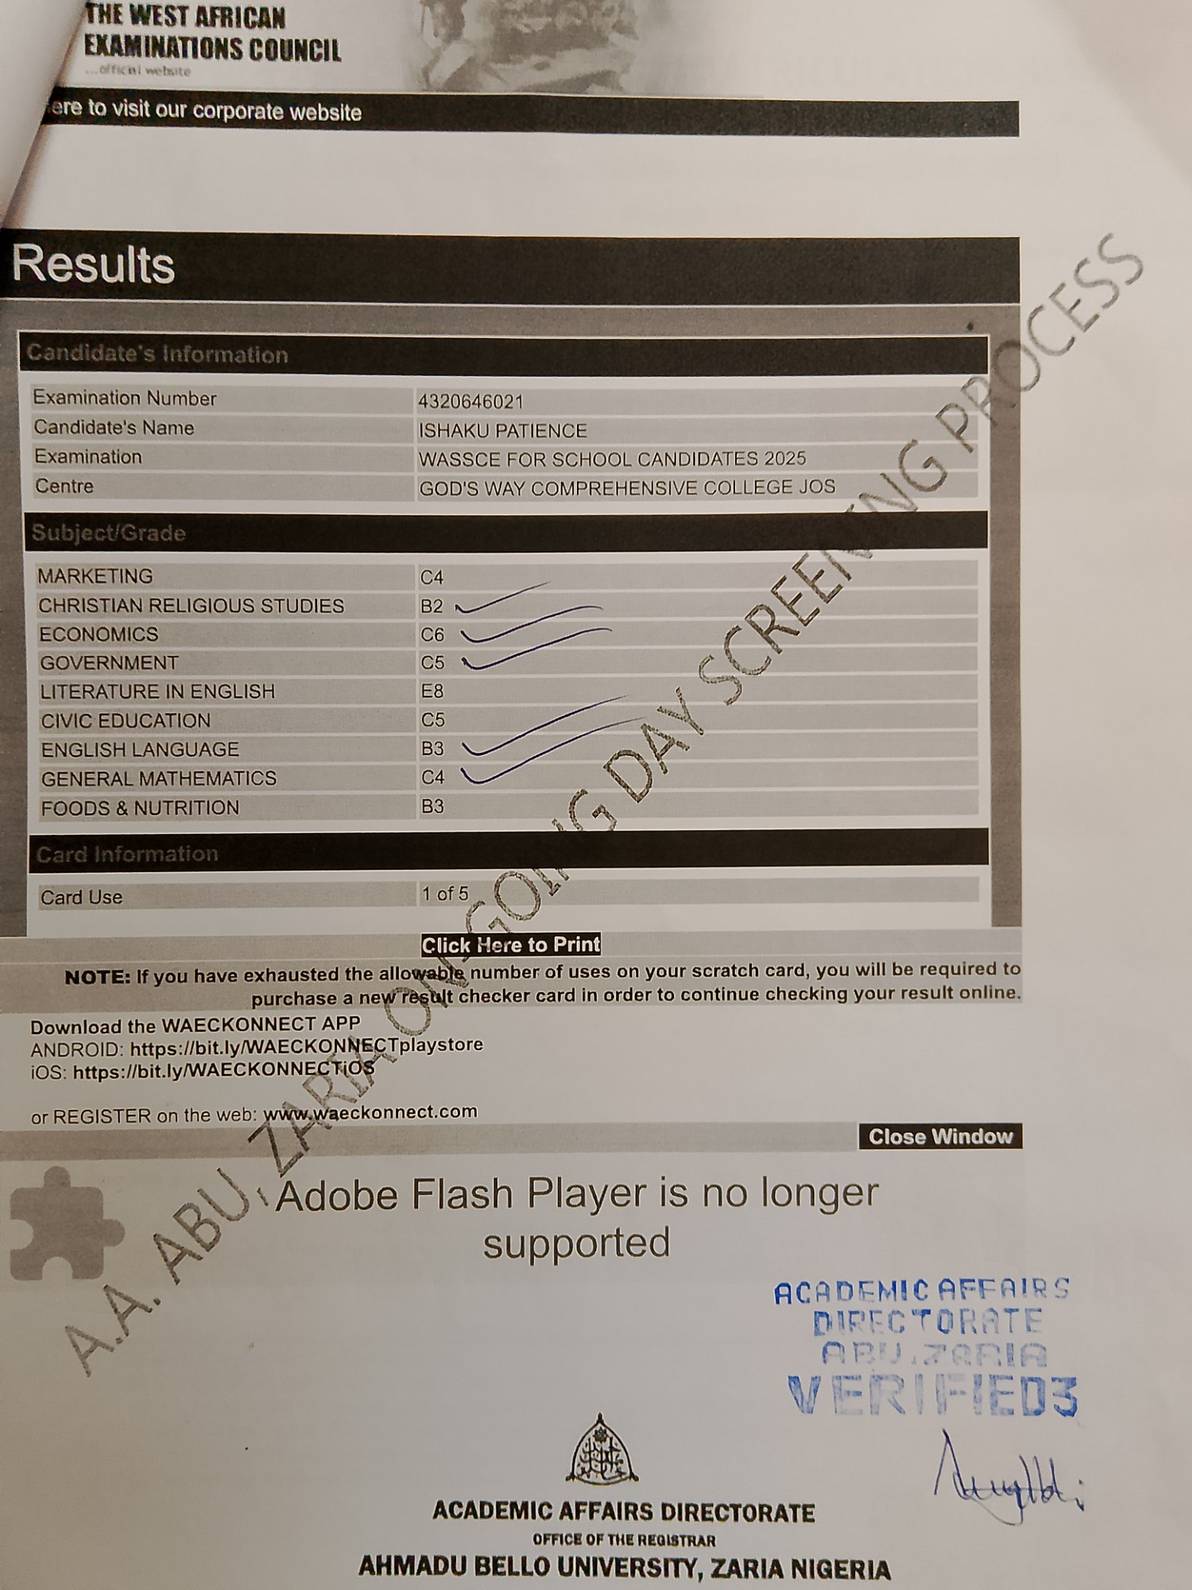 THE WEST AFRICAN
EXAMINATIONS COUNCIL
...official website
ere to visit our corporate website
Results
Candidate's Information
Examination Number 4320646021
Candidate's Name ISHAKU PATIENCE
Examination WASSCE FOR SCHOOL CANDIDATES 2025
Centre GOD'S WAY COMPREHENSIVE COLLEGE JOS
Subject/Grade
MARKETING C4
CHRISTIAN RELIGIOUS STUDIES B2
ECONOMICS C6
GOVERNMENT C5
LITERATURE IN ENGLISH E8
CIVIC EDUCATION C5
ENGLISH LANGUAGE B3
GENERAL MATHEMATICS C4
FOODS & NUTRITION B3
Card Information
Card Use 1 of 5
Click Here to Print
NOTE: If you have exhausted the allowable number of uses on your scratch card, you will be required to
purchase a new result checker card in order to continue checking your result online.
Download the WAECKONNECT APP
ANDROID: https://bit.ly/WAECKONNECTplaystore
iOS: https://bit.ly/WAECKONNECTiOS
or REGISTER on the web: www.waeckonnect.com
Close Window
Adobe Flash Player is no longer
supported
A.A. ABU, ZARIA ON-GOING DAY SCREENING PROCESS
ACADEMIC AFFAIRS
DIRECTORATE
ABU, ZARIA
VERIFIED3
ACADEMIC AFFAIRS DIRECTORATE
OFFICE OF THE REGISTRAR
AHMADU BELLO UNIVERSITY, ZARIA NIGERIA